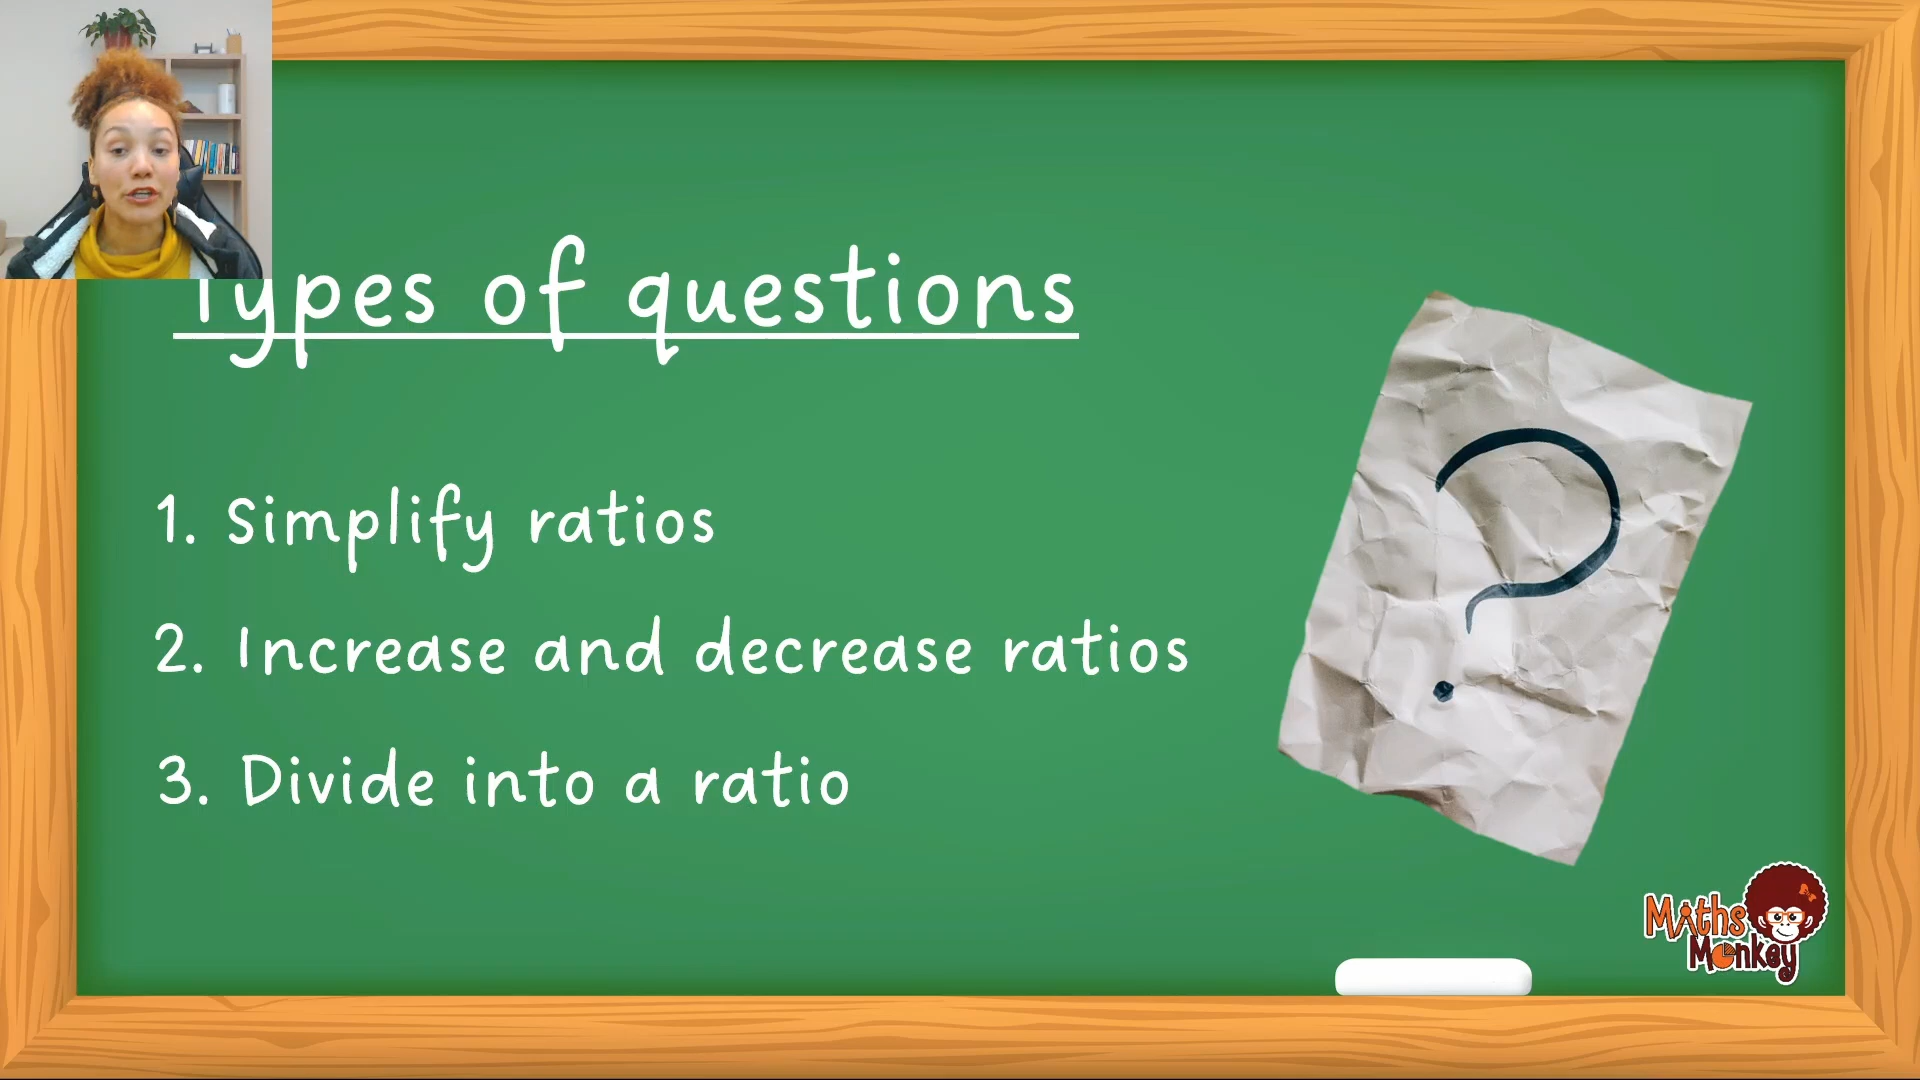 Types of questions
1. Simplify ratios
2. Increase and decrease ratios
3. Divide into a ratio
?
Maths
Monkey